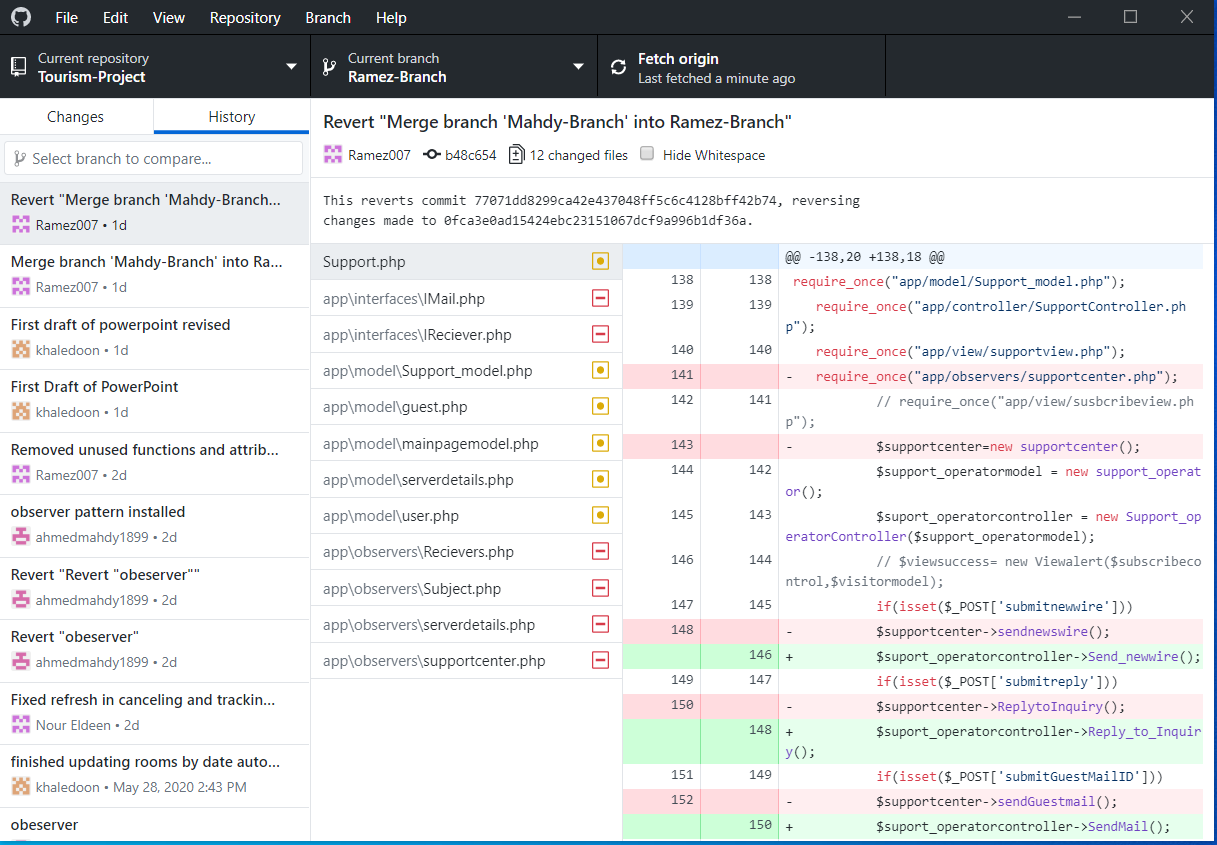 File Edit View Repository Branch Help
Current repository
Tourism-Project
Current branch
Ramez-Branch
Fetch origin
Last fetched a minute ago
Changes
History
Select branch to compare...
Revert "Merge branch 'Mahdy-Branch...
Ramez007 • 1d
Merge branch 'Mahdy-Branch' into Ra...
Ramez007 • 1d
First draft of powerpoint revised
khaledoon • 1d
First Draft of PowerPoint
khaledoon • 1d
Removed unused functions and attrib...
Ramez007 • 2d
observer pattern installed
ahmedmahdy1899 • 2d
Revert "Revert "obeserver""
ahmedmahdy1899 • 2d
Revert "obeserver"
ahmedmahdy1899 • 2d
Fixed refresh in canceling and trackin...
Nour Eldeen • 2d
finished updating rooms by date auto...
khaledoon • May 28, 2020 2:43 PM
obeserver
Revert "Merge branch 'Mahdy-Branch' into Ramez-Branch"
Ramez007 b48c654 12 changed files Hide Whitespace
This reverts commit 77071dd8299ca42e437048ff5c6c4128bff42b74, reversing
changes made to 0fca3e0ad15424ebc23151067dcf9a996b1df36a.
Support.php
app\interfaces\IMail.php
app\interfaces\IReciever.php
app\model\Support_model.php
app\model\guest.php
app\model\mainpagemodel.php
app\model\serverdetails.php
app\model\user.php
app\observers\Recievers.php
app\observers\Subject.php
app\observers\serverdetails.php
app\observers\supportcenter.php
@@ -138,20 +138,18 @@
138 138 require_once("app/model/Support_model.php");
139 139 require_once("app/controller/SupportController.ph
p");
140 140 require_once("app/view/supportview.php");
141 - require_once("app/observers/supportcenter.php");
142 141 // require_once("app/view/susbcribeview.ph
p");
143 - $supportcenter=new supportcenter();
144 142 $support_operatormodel = new support_operat
or();
145 143 $suport_operatorcontroller = new Support_op
eratorController($support_operatormodel);
146 144 // $viewsuccess= new Viewalert($subscribeco
ntrol,$visitormodel);
147 145 if(isset($_POST['submitnewwire']))
148 - $supportcenter->sendnewswire();
146 + $suport_operatorcontroller->Send_newwire();
149 147 if(isset($_POST['submitreply']))
150 - $supportcenter->ReplytoInquiry();
148 + $suport_operatorcontroller->Reply_to_Inquir
y();
151 149 if(isset($_POST['submitGuestMailID']))
152 - $supportcenter->sendGuestmail();
150 + $suport_operatorcontroller->SendMail();